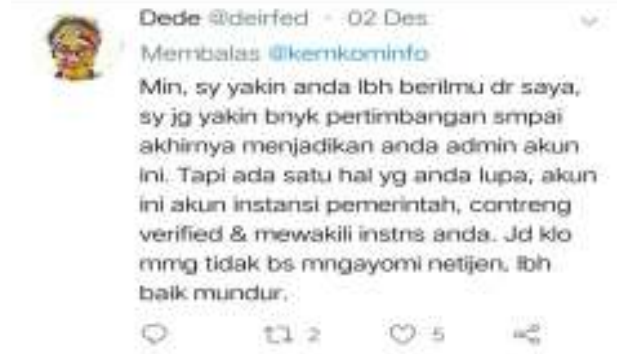 Dede @deirfed · 02 Des
Membalas @kemkominfo
Min, sy yakin anda lbh berilmu dr saya,
sy jg yakin bnyk pertimbangan smpai
akhirnya menjadikan anda admin akun
ini. Tapi ada satu hal yg anda lupa, akun
ini akun instansi pemerintah, contreng
verified & mewakili instns anda. Jd klo
mmg tidak bs mngayomi netijen, lbh
baik mundur.
2 5